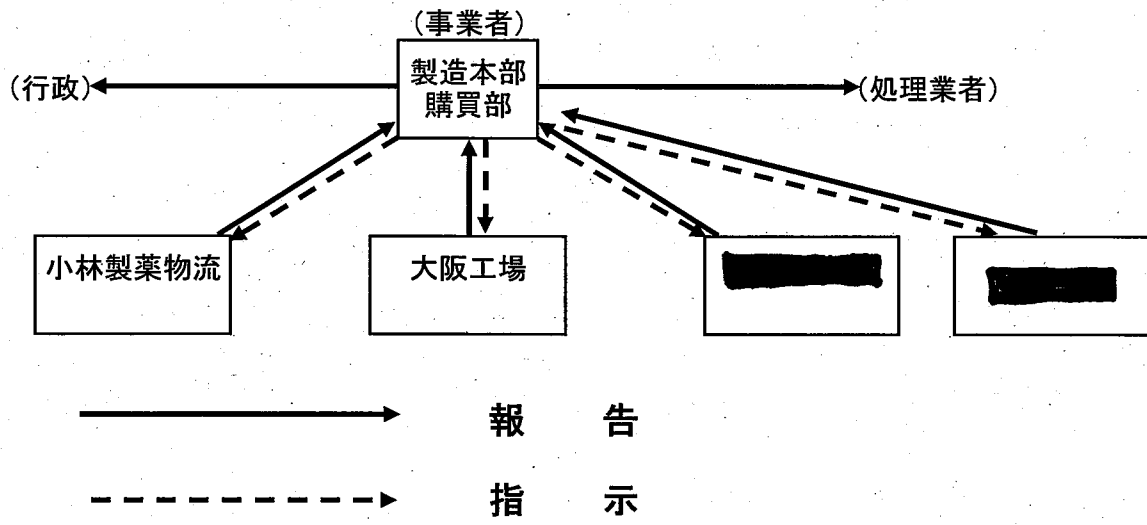 (事業者)
製造本部
購買部
(行政)
(処理業者)
小林製薬物流
大阪工場
報 告
指 示